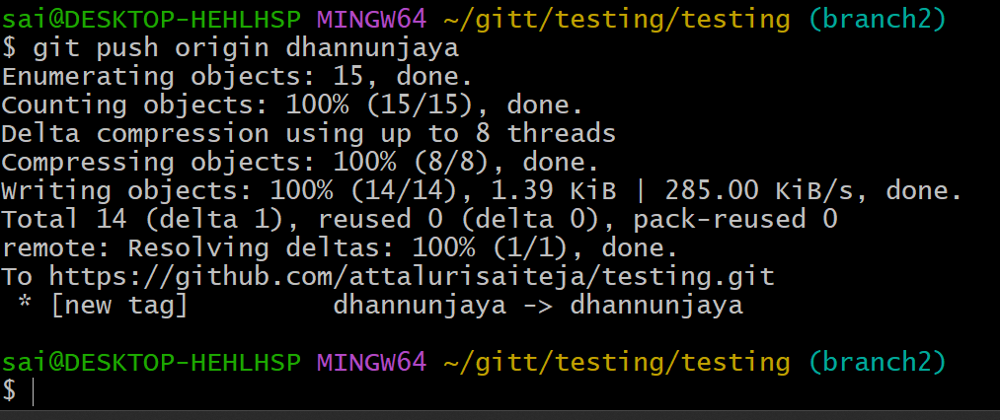 sai@DESKTOP-HEHLHSP MINGW64 ~/gitt/testing/testing (branch2)
$ git push origin dhannunjaya
Enumerating objects: 15, done.
Counting objects: 100% (15/15), done.
Delta compression using up to 8 threads
Compressing objects: 100% (8/8), done.
Writing objects: 100% (14/14), 1.39 KiB | 285.00 KiB/s, done.
Total 14 (delta 1), reused 0 (delta 0), pack-reused 0
remote: Resolving deltas: 100% (1/1), done.
To https://github.com/attalurisaiteja/testing.git
 * [new tag]         dhannunjaya -> dhannunjaya
sai@DESKTOP-HEHLHSP MINGW64 ~/gitt/testing/testing (branch2)
$